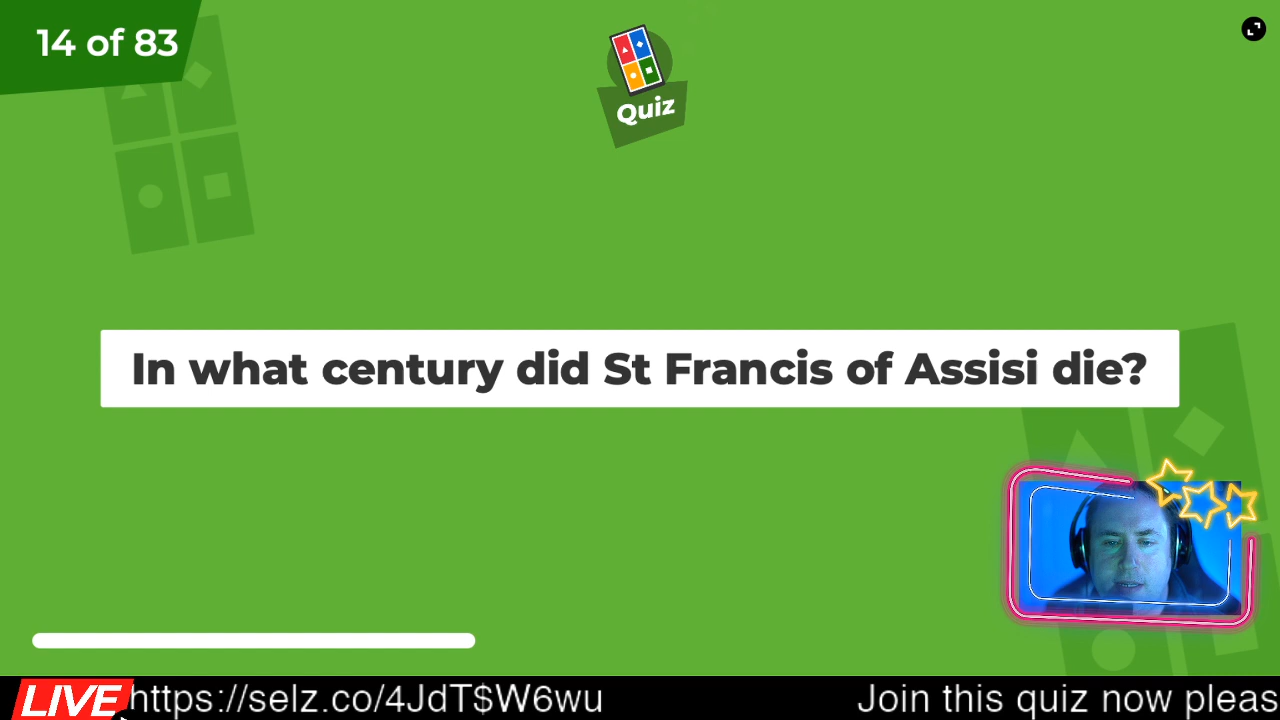 14 of 83
Quiz
In what century did St Francis of Assisi die?
LIVE
https://selz.co/4JdT$W6wu
Join this quiz now pleas